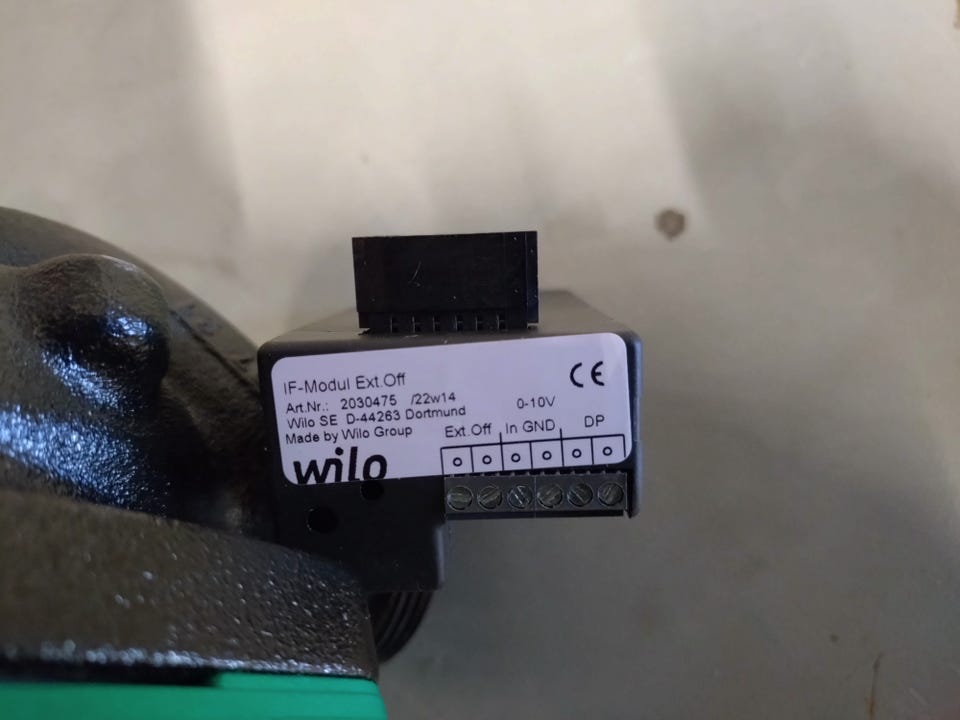 IF-Modul Ext.Off
CE
Art.Nr.: 2030475 /22w14
0-10V
Wilo SE D-44263 Dortmund
Made by Wilo Group
Ext.Off In GND DP
wilo